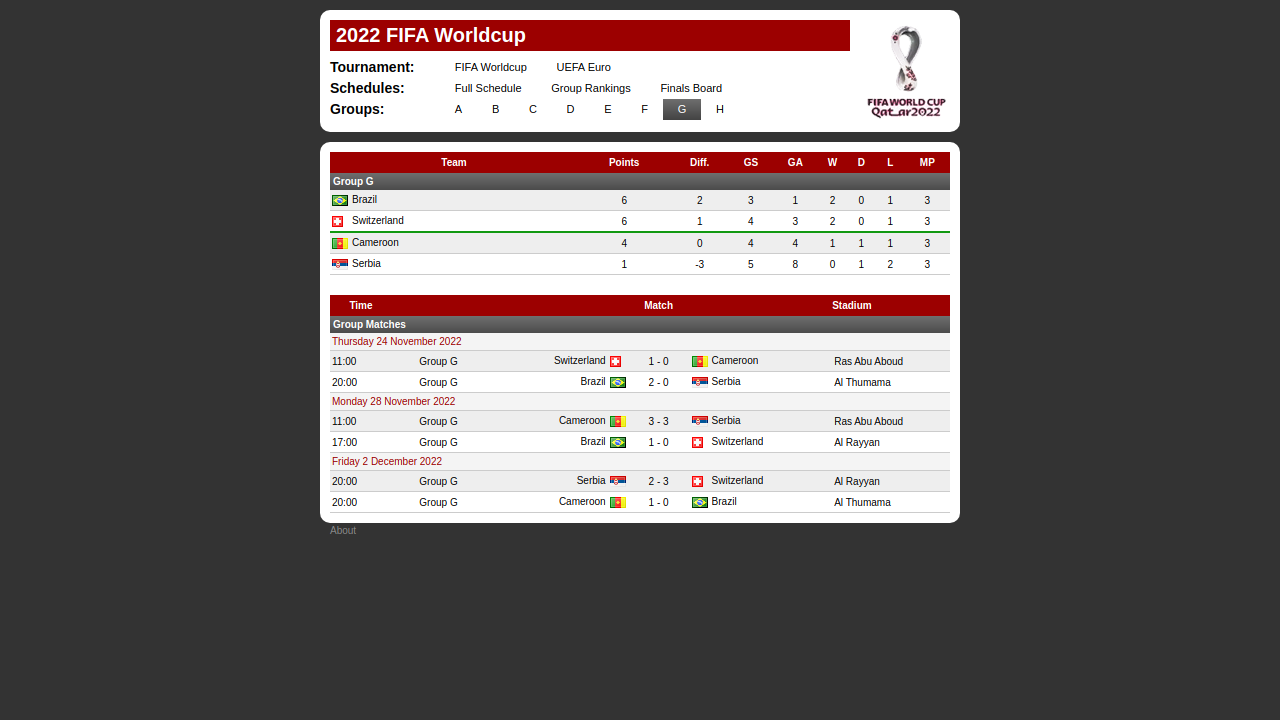 2022 FIFA Worldcup
Tournament: FIFA Worldcup UEFA Euro
Schedules: Full Schedule Group Rankings Finals Board
Groups: A B C D E F G H
FIFA WORLD CUP
Qatar2022
Team Points Diff. GS GA W D L MP
Group G
Brazil 6 2 3 1 2 0 1 3
Switzerland 6 1 4 3 2 0 1 3
Cameroon 4 0 4 4 1 1 1 3
Serbia 1 -3 5 8 0 1 2 3
Time Match Stadium
Group Matches
Thursday 24 November 2022
11:00 Group G Switzerland 1 - 0 Cameroon Ras Abu Aboud
20:00 Group G Brazil 2 - 0 Serbia Al Thumama
Monday 28 November 2022
11:00 Group G Cameroon 3 - 3 Serbia Ras Abu Aboud
17:00 Group G Brazil 1 - 0 Switzerland Al Rayyan
Friday 2 December 2022
20:00 Group G Serbia 2 - 3 Switzerland Al Rayyan
20:00 Group G Cameroon 1 - 0 Brazil Al Thumama
About